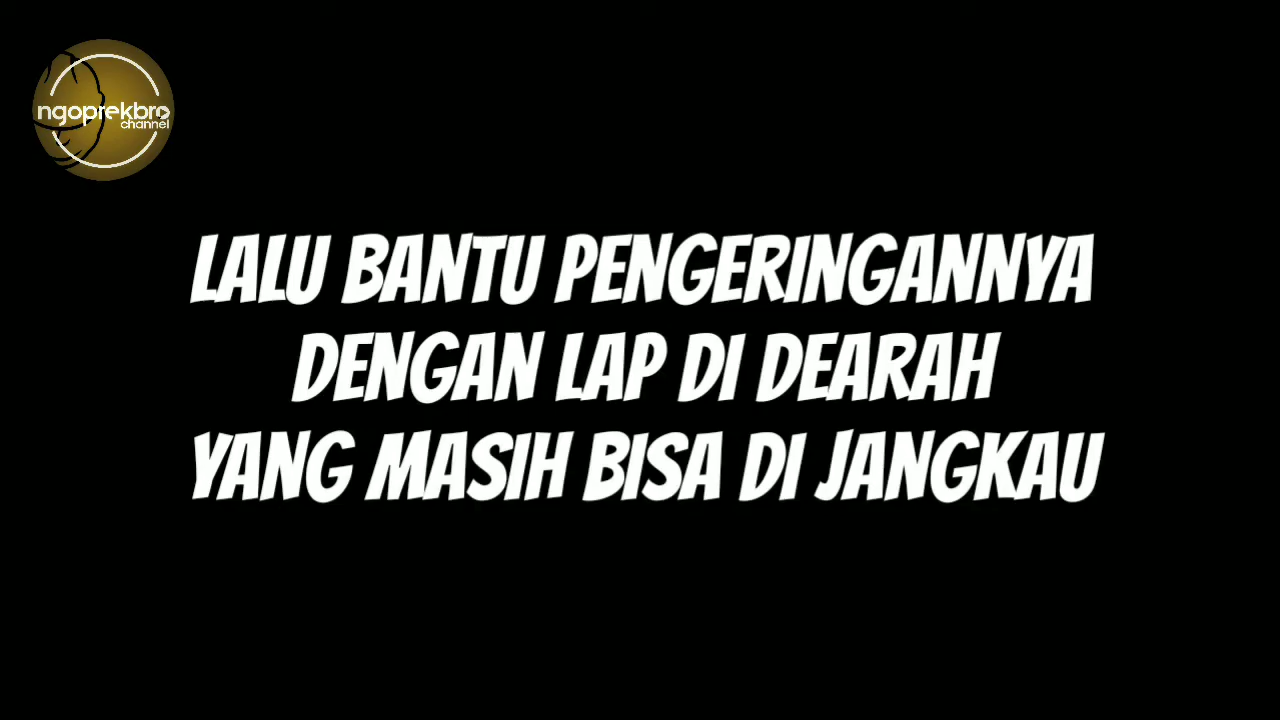 ngoprekbro
channel
LALU BANTU PENGERINGANNYA
DENGAN LAP DI DEARAH
YANG MASIH BISA DI JANGKAU